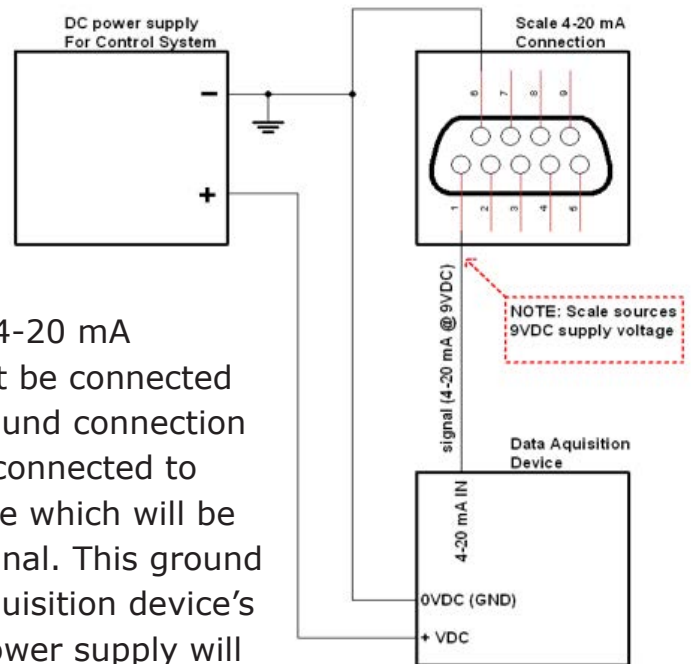 DC power supply
For Control System
−
+
Scale 4-20 mA
Connection
6 7 8 9
1 2 3 4 5
signal (4-20 mA @ 9VDC)
NOTE: Scale sources
9VDC supply voltage
Data Aquisition
Device
4-20 mA IN
0VDC (GND)
+ VDC
4-20 mA
t be connected
und connection
connected to
e which will be
nal. This ground
quisition device's
ower supply will